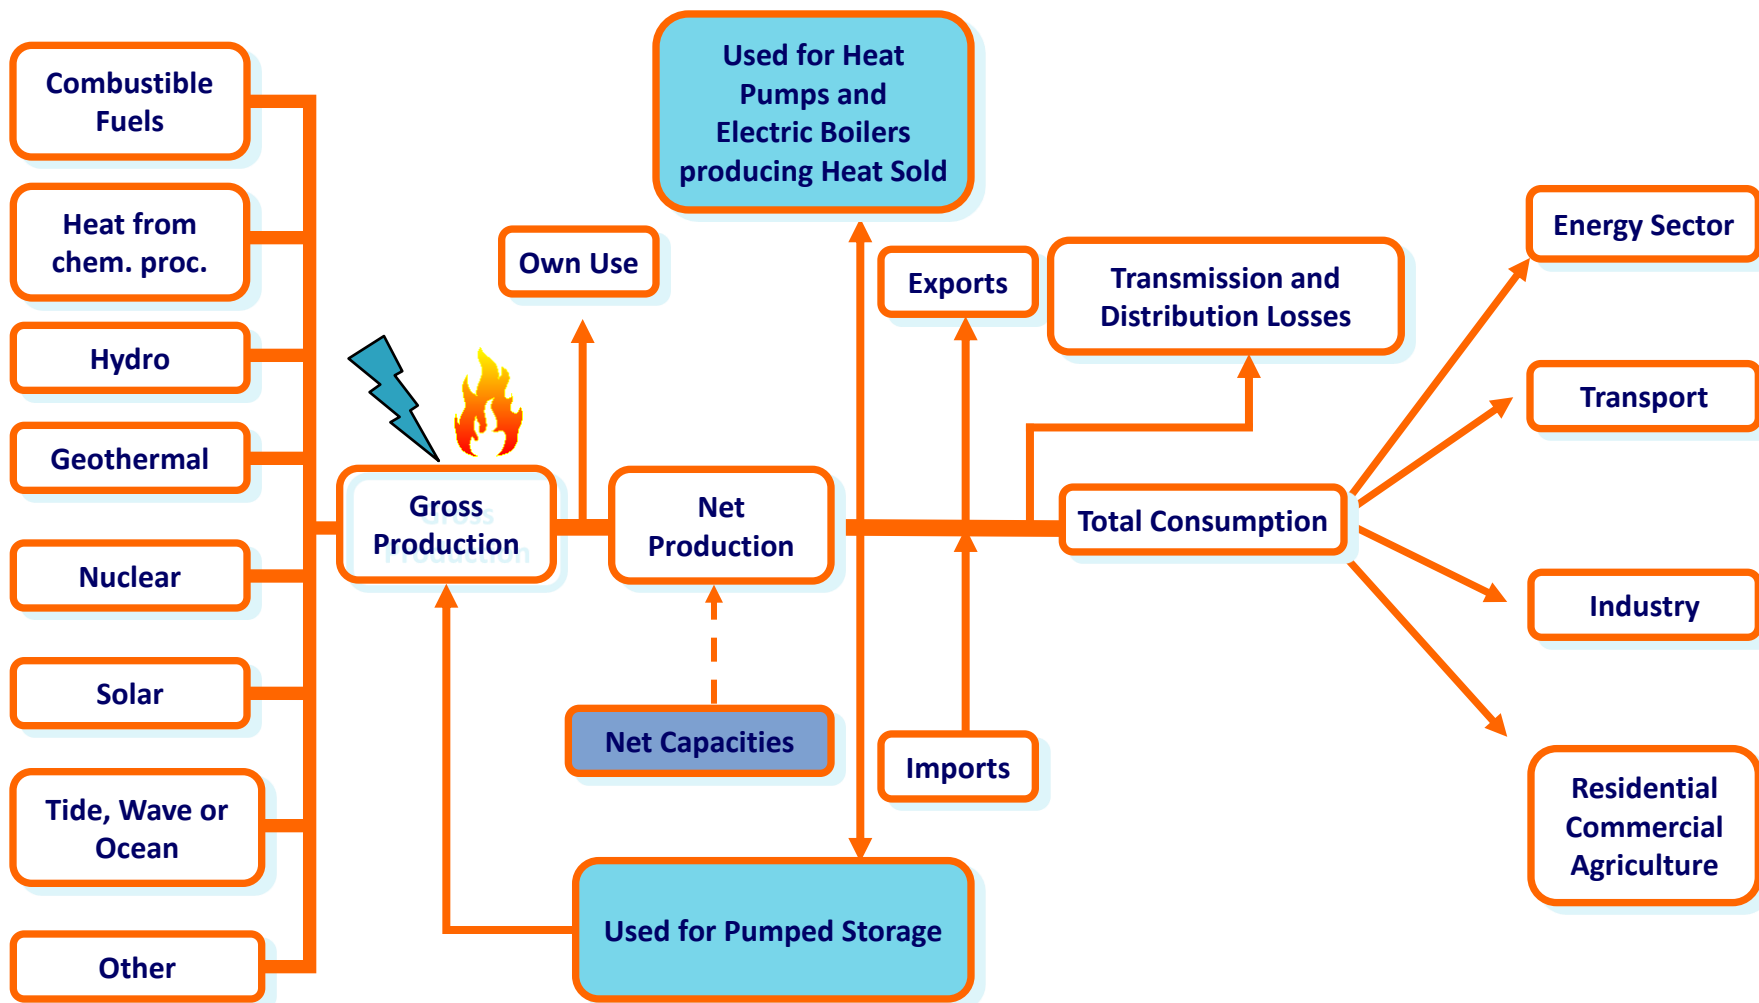 Combustible
Fuels
Heat from
chem. proc.
Hydro
Geothermal
Nuclear
Solar
Tide, Wave or
Ocean
Other
Gross
Production
Own Use
Net
Production
Net Capacities
Used for Heat
Pumps and
Electric Boilers
producing Heat Sold
Used for Pumped Storage
Exports
Imports
Transmission and
Distribution Losses
Total Consumption
Energy Sector
Transport
Industry
Residential
Commercial
Agriculture